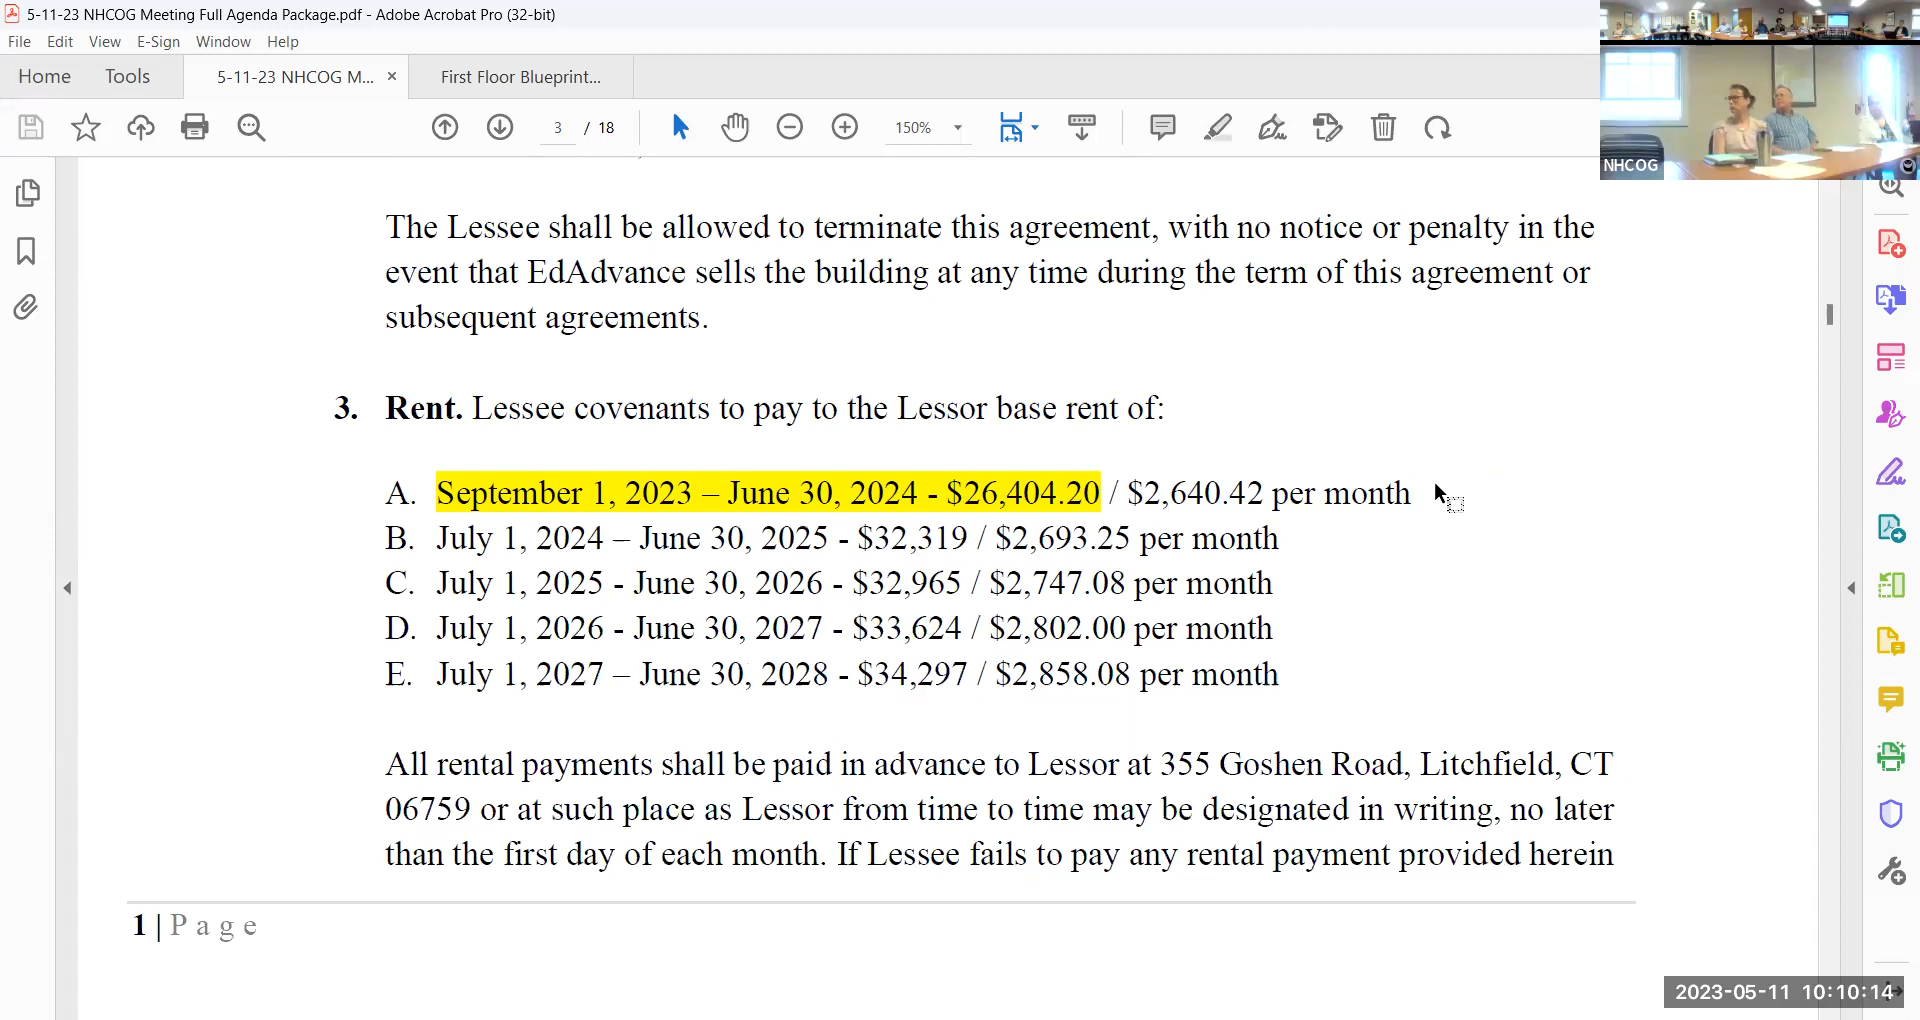 5-11-23 NHCOG Meeting Full Agenda Package.pdf - Adobe Acrobat Pro (32-bit)
File Edit View E-Sign Window Help
Home Tools 5-11-23 NHCOG M... × First Floor Blueprint...
3 / 18 150%
NHCOG
The Lessee shall be allowed to terminate this agreement, with no notice or penalty in the
event that EdAdvance sells the building at any time during the term of this agreement or
subsequent agreements.
3. Rent. Lessee covenants to pay to the Lessor base rent of:
A. September 1, 2023 – June 30, 2024 - $26,404.20 / $2,640.42 per month
B. July 1, 2024 – June 30, 2025 - $32,319 / $2,693.25 per month
C. July 1, 2025 - June 30, 2026 - $32,965 / $2,747.08 per month
D. July 1, 2026 - June 30, 2027 - $33,624 / $2,802.00 per month
E. July 1, 2027 – June 30, 2028 - $34,297 / $2,858.08 per month
All rental payments shall be paid in advance to Lessor at 355 Goshen Road, Litchfield, CT
06759 or at such place as Lessor from time to time may be designated in writing, no later
than the first day of each month. If Lessee fails to pay any rental payment provided herein
1 | P a g e
2023-05-11 10:10:14